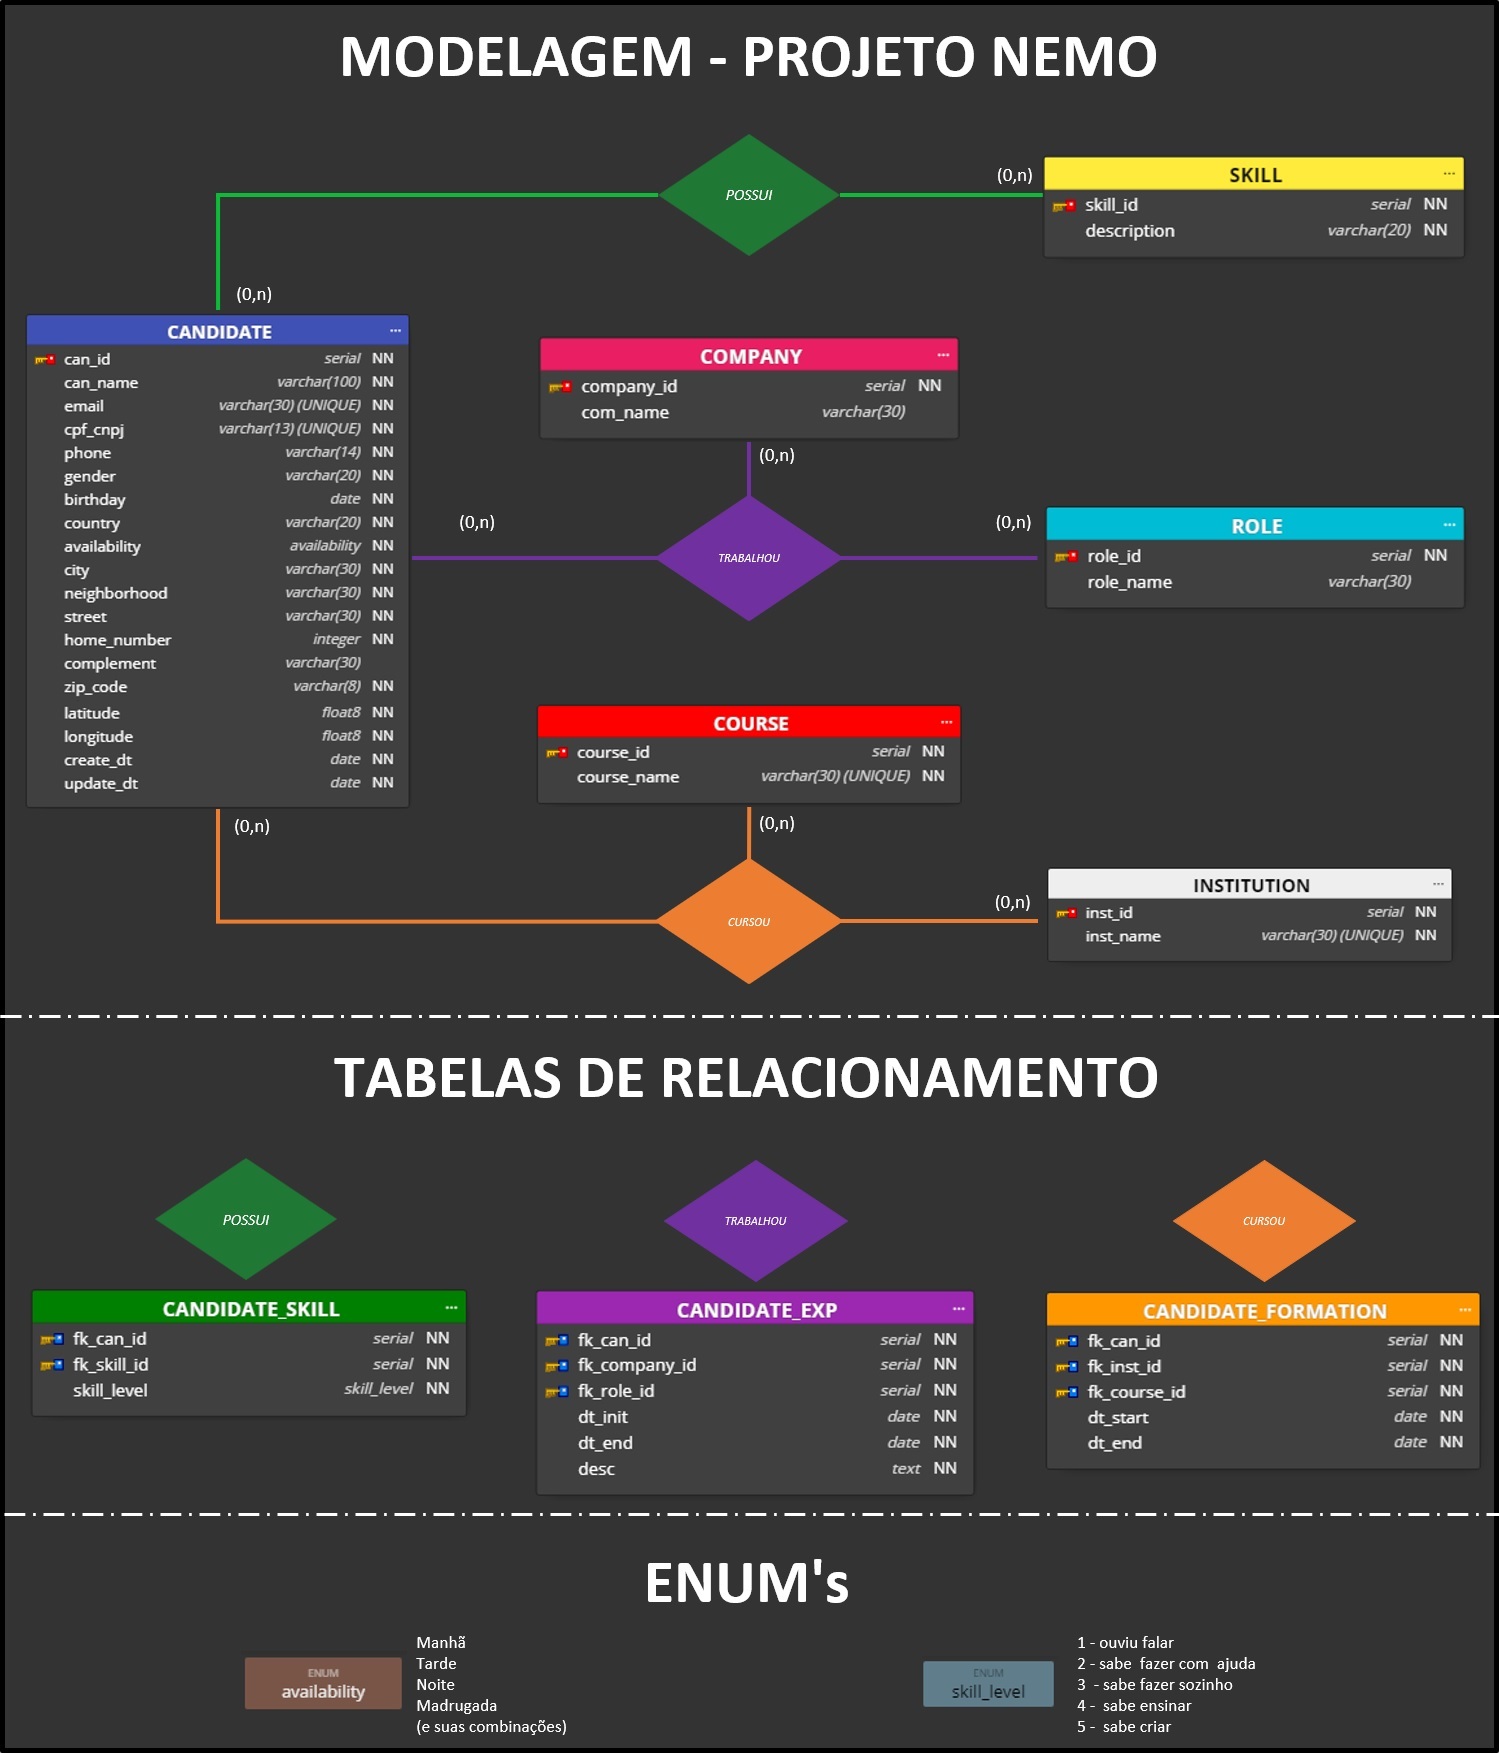 MODELAGEM - PROJETO NEMO
POSSUI
(0,n)
(0,n)
SKILL
skill_id serial NN
description varchar(20) NN
CANDIDATE
can_id serial NN
can_name varchar(100) NN
email varchar(30) (UNIQUE) NN
cpf_cnpj varchar(13) (UNIQUE) NN
phone varchar(14) NN
gender varchar(20) NN
birthday date NN
country varchar(20) NN
availability availability NN
city varchar(30) NN
neighborhood varchar(30) NN
street varchar(30) NN
home_number integer NN
complement varchar(30)
zip_code varchar(8) NN
latitude float8 NN
longitude float8 NN
create_dt date NN
update_dt date NN
COMPANY
company_id serial NN
com_name varchar(30)
(0,n)
(0,n)
TRABALHOU
(0,n)
ROLE
role_id serial NN
role_name varchar(30)
COURSE
course_id serial NN
course_name varchar(30) (UNIQUE) NN
(0,n)
(0,n)
CURSOU
(0,n)
INSTITUTION
inst_id serial NN
inst_name varchar(30) (UNIQUE) NN
TABELAS DE RELACIONAMENTO
POSSUI
CANDIDATE_SKILL
fk_can_id serial NN
fk_skill_id serial NN
skill_level skill_level NN
TRABALHOU
CANDIDATE_EXP
fk_can_id serial NN
fk_company_id serial NN
fk_role_id serial NN
dt_init date NN
dt_end date NN
desc text NN
CURSOU
CANDIDATE_FORMATION
fk_can_id serial NN
fk_inst_id serial NN
fk_course_id serial NN
dt_start date NN
dt_end date NN
ENUM's
ENUM
availability
Manhã
Tarde
Noite
Madrugada
(e suas combinações)
ENUM
skill_level
1 - ouviu falar
2 - sabe fazer com ajuda
3 - sabe fazer sozinho
4 - sabe ensinar
5 - sabe criar